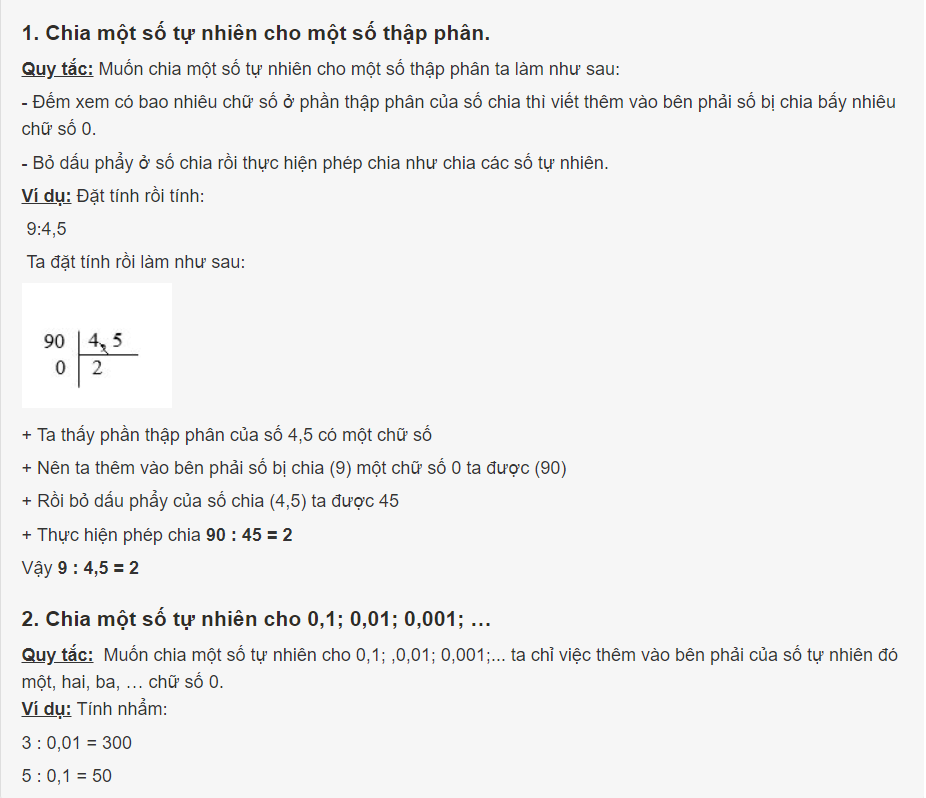 1. Chia một số tự nhiên cho một số thập phân.
Quy tắc: Muốn chia một số tự nhiên cho một số thập phân ta làm như sau:
- Đếm xem có bao nhiêu chữ số ở phần thập phân của số chia thì viết thêm vào bên phải số bị chia bấy nhiêu
chữ số 0.
- Bỏ dấu phẩy ở số chia rồi thực hiện phép chia như chia các số tự nhiên.
Ví dụ: Đặt tính rồi tính:
9:4,5
Ta đặt tính rồi làm như sau:
90 4, 5
0 2
+ Ta thấy phần thập phân của số 4,5 có một chữ số
+ Nên ta thêm vào bên phải số bị chia (9) một chữ số 0 ta được (90)
+ Rồi bỏ dấu phẩy của số chia (4,5) ta được 45
+ Thực hiện phép chia 90 : 45 = 2
Vậy 9 : 4,5 = 2
2. Chia một số tự nhiên cho 0,1; 0,01; 0,001; …
Quy tắc: Muốn chia một số tự nhiên cho 0,1; ,0,01; 0,001;... ta chỉ việc thêm vào bên phải của số tự nhiên đó
một, hai, ba, … chữ số 0.
Ví dụ: Tính nhẩm:
3 : 0,01 = 300
5 : 0,1 = 50